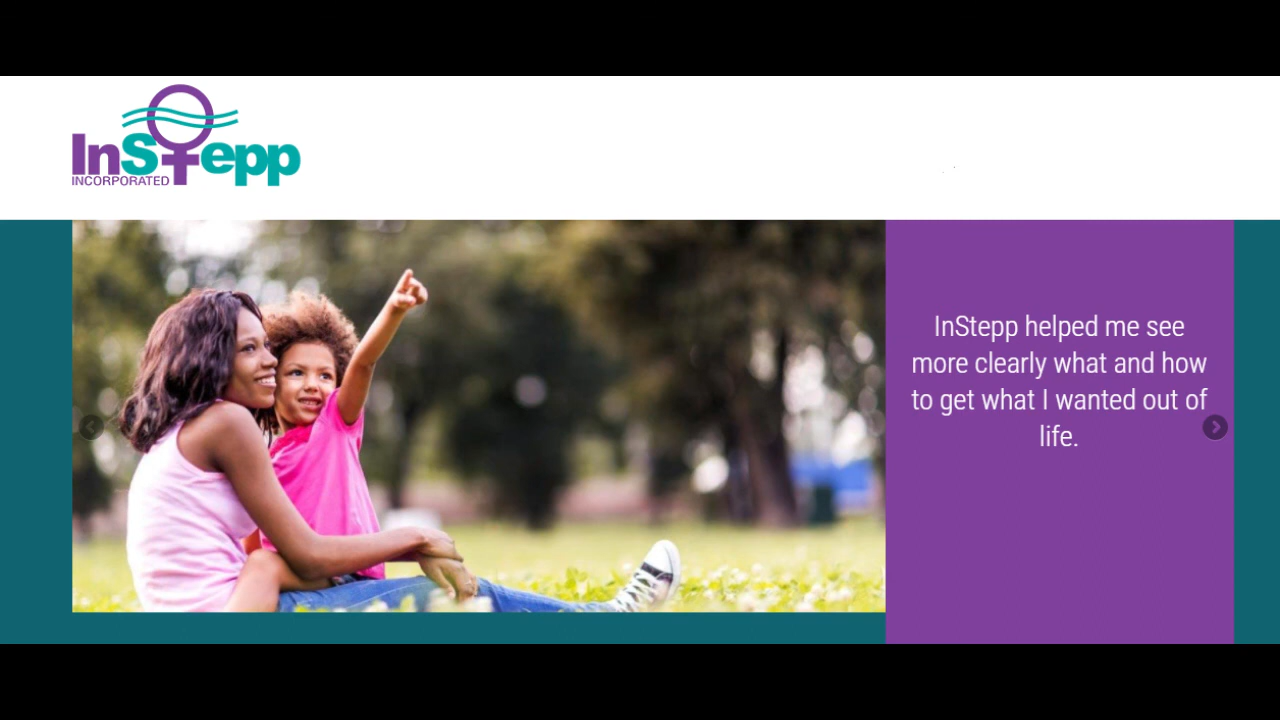 InStepp
INCORPORATED
InStepp helped me see
more clearly what and how
to get what I wanted out of
life.